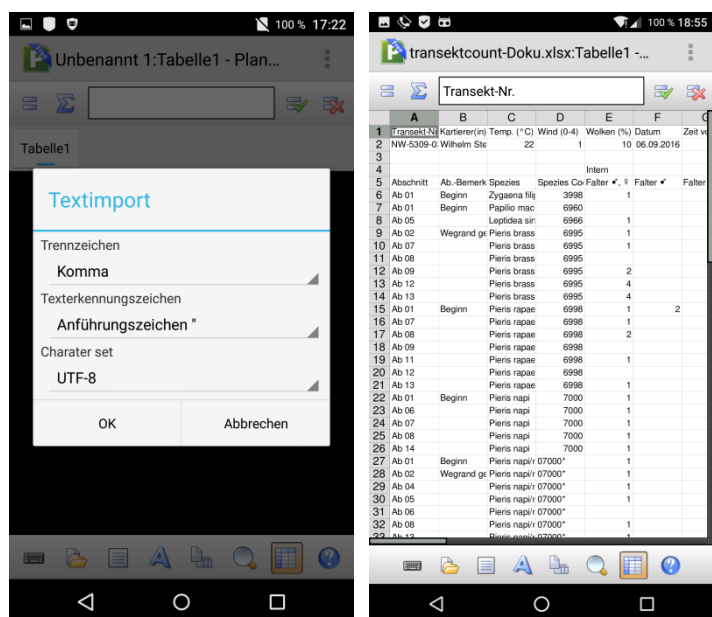 100 % 17:22
Unbenannt 1:Tabelle1 - Plan...
Tabelle1
Textimport
Trennzeichen
Komma
Texterkennungszeichen
Anführungszeichen "
Charater set
UTF-8
OK Abbrechen
100 % 18:55
transektcount-Doku.xlsx:Tabelle1 -...
Transekt-Nr.
A B C D E F G
1 Transekt-Nr Kartierer(in) Temp. (°C) Wind (0-4) Wolken (%) Datum Zeit vo
2 NW-5309-0 Wilhelm Ste 22 1 10 06.09.2016
3
4 Intern
5 Abschnitt Ab.-Bemerk Spezies Spezies Co Falter ♂, ♀ Falter ♂ Falter
6 Ab 01 Beginn Zygaena fili 3998 1
7 Ab 01 Beginn Papilio mac 6960
8 Ab 05 Leptidea sin 6966 1
9 Ab 02 Wegrand ge Pieris brass 6995 1
10 Ab 07 Pieris brass 6995 1
11 Ab 08 Pieris brass 6995
12 Ab 09 Pieris brass 6995 2
13 Ab 12 Pieris brass 6995 4
14 Ab 13 Pieris brass 6995 4
15 Ab 01 Beginn Pieris rapae 6998 1 2
16 Ab 07 Pieris rapae 6998 1
17 Ab 08 Pieris rapae 6998 2
18 Ab 09 Pieris rapae 6998
19 Ab 11 Pieris rapae 6998 1
20 Ab 12 Pieris rapae 6998
21 Ab 13 Pieris rapae 6998 1
22 Ab 01 Beginn Pieris napi 7000 1
23 Ab 06 Pieris napi 7000 1
24 Ab 07 Pieris napi 7000 1
25 Ab 08 Pieris napi 7000 1
26 Ab 14 Pieris napi 7000 1
27 Ab 01 Beginn Pieris napi/r 07000* 1
28 Ab 02 Wegrand ge Pieris napi/r 07000* 1
29 Ab 04 Pieris napi/r 07000* 1
30 Ab 05 Pieris napi/r 07000* 1
31 Ab 06 Pieris napi/r 07000*
32 Ab 08 Pieris napi/r 07000* 1
33 Ab 13 Pieris napi/r 07000* 1